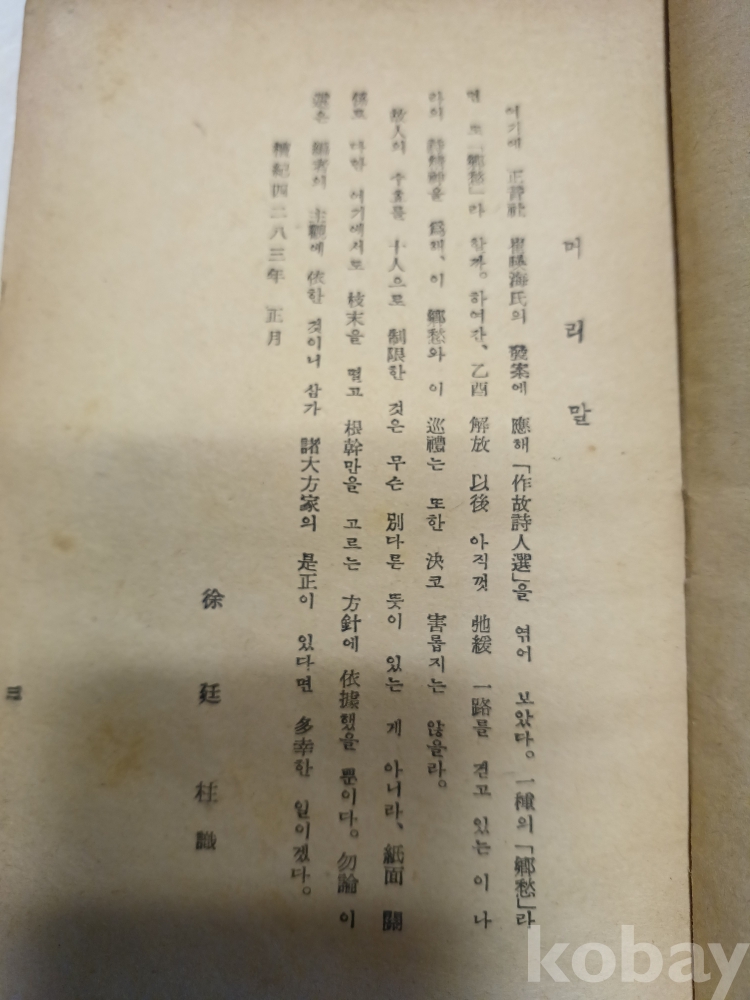 머리말
여기에 正音社 崔暎海氏의 發案에 應해 「作故詩人選」을 엮어 보았다。一種의 「鄕愁」라
면 또 「鄕愁」라 할까。하여간、乙酉 解放 以後 아직껏 弛緩 一路를 걷고 있는 이 나
라의 詩精神을 爲해、이 鄕愁와 이 巡禮는 또한 決코 害롭지는 않을라。
故人의 수효를 十人으로 制限한 것은 무슨 別다른 뜻이 있는 게 아니라、紙面 關
係로 다만 여기에서도 枝末을 떨고 根幹만을 고르는 方針에 依據했을 뿐이다。勿論 이
選은 編者의 主觀에 依한 것이니 삼가 諸大方家의 是正이 있다면 多幸한 일이겠다。
檀紀四二八三年 正月
徐廷柱 識
三
kobay